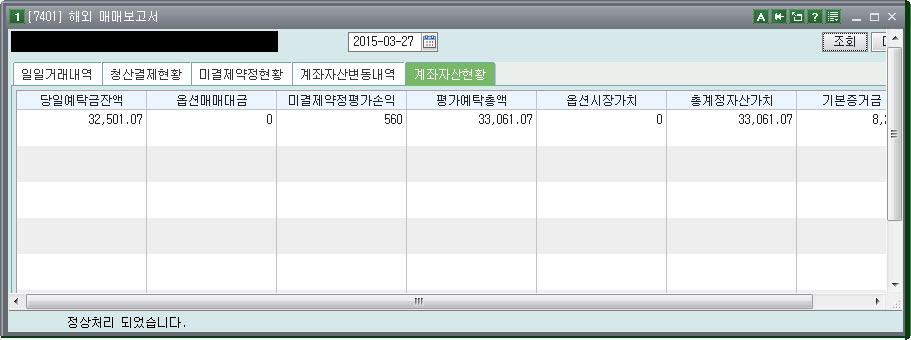 1 [7401] 해외 매매보고서 A ?
2015-03-27 조회
일일거래내역 청산결제현황 미결제약정현황 계좌자산변동내역 계좌자산현황
당일예탁금잔액 옵션매매대금 미결제약정평가손익 평가예탁총액 옵션시장가치 총계정자산가치 기본증거금
32,501.07 0 560 33,061.07 0 33,061.07 8,2
정상처리 되었습니다.